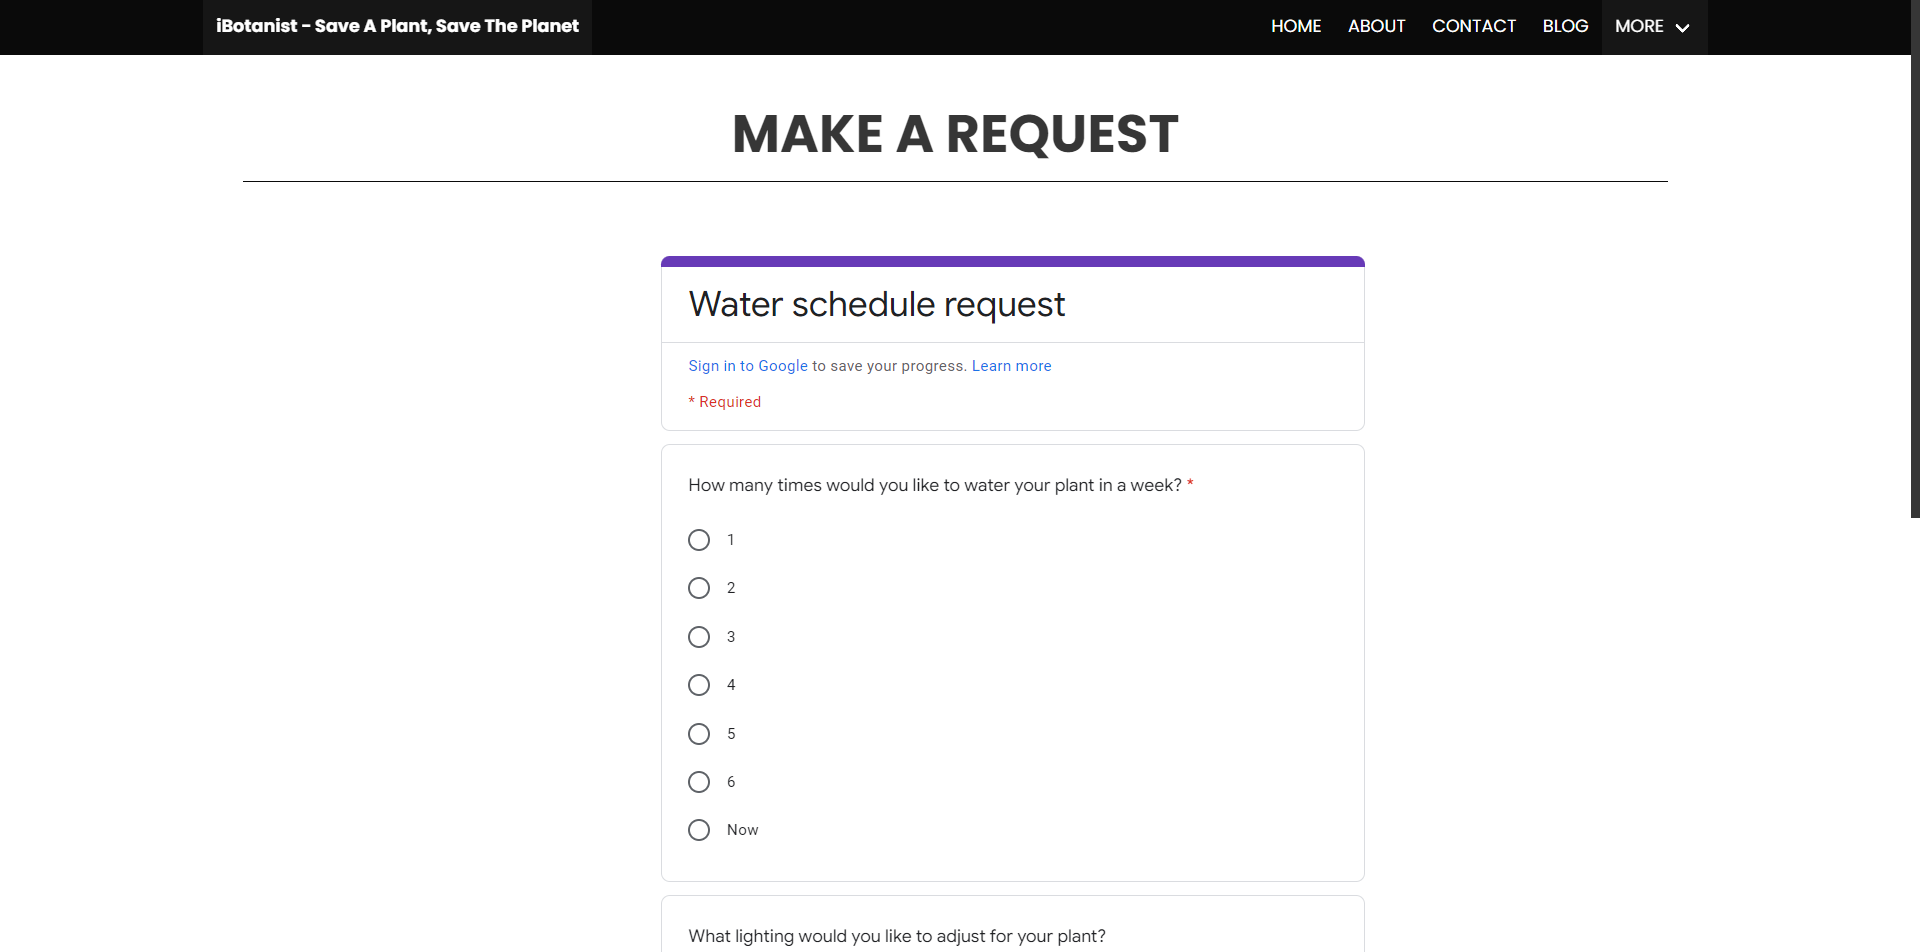 iBotanist - Save A Plant, Save The Planet
HOME ABOUT CONTACT BLOG MORE
MAKE A REQUEST
Water schedule request
Sign in to Google to save your progress. Learn more
* Required
How many times would you like to water your plant in a week? *
1
2
3
4
5
6
Now
What lighting would you like to adjust for your plant?